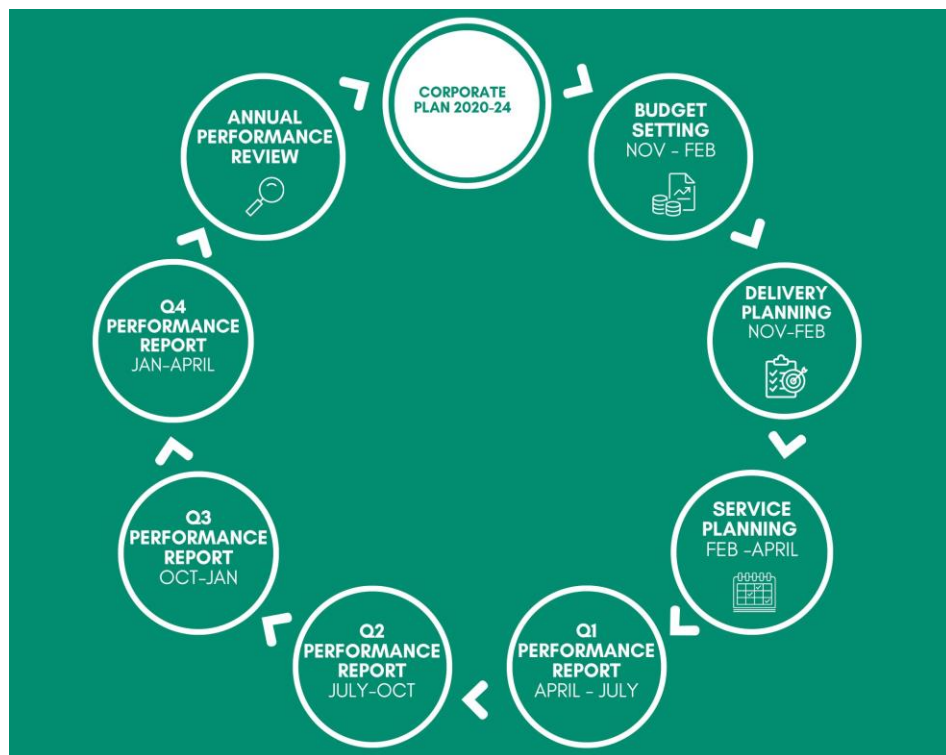 CORPORATE
PLAN 2020-24
BUDGET
SETTING
NOV - FEB
DELIVERY
PLANNING
NOV-FEB
SERVICE
PLANNING
FEB -APRIL
Q1
PERFORMANCE
REPORT
APRIL - JULY
Q2
PERFORMANCE
REPORT
JULY-OCT
Q3
PERFORMANCE
REPORT
OCT-JAN
Q4
PERFORMANCE
REPORT
JAN-APRIL
ANNUAL
PERFORMANCE
REVIEW